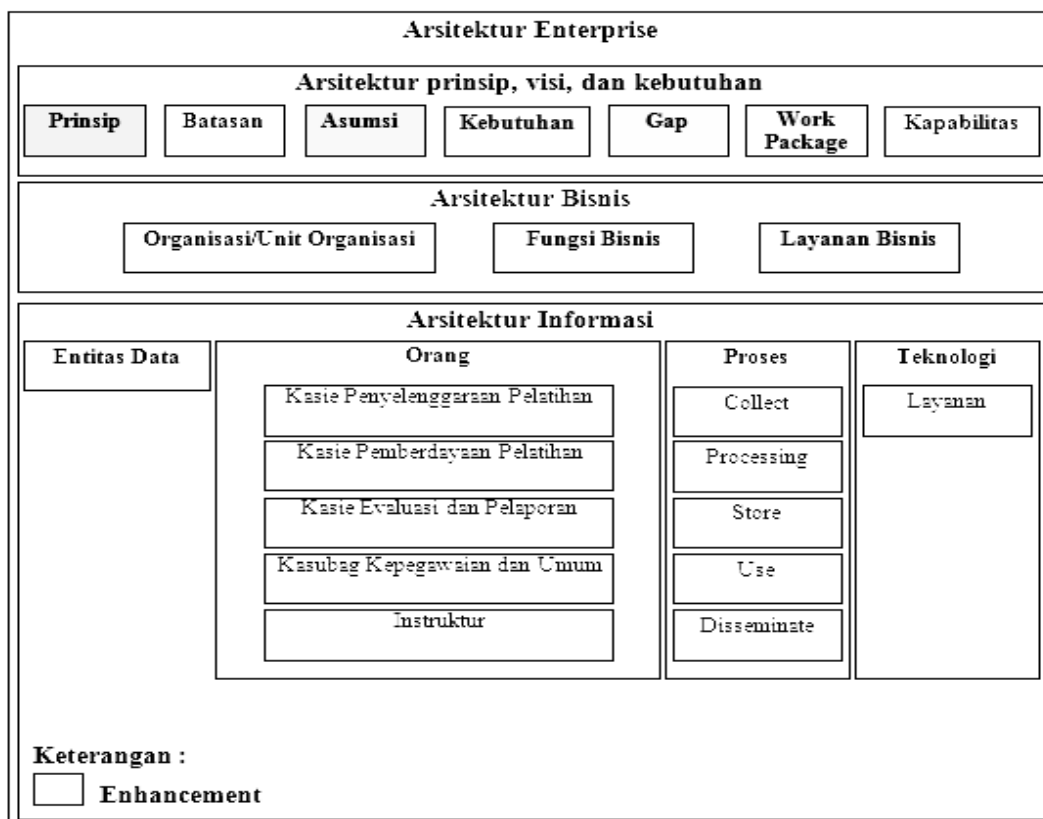 Arsitektur Enterprise
Arsitektur prinsip, visi, dan kebutuhan
Prinsip
Batasan
Asumsi
Kebutuhan
Gap
Work
Package
Kapabilitas
Arsitektur Bisnis
Organisasi/Unit Organisasi
Fungsi Bisnis
Layanan Bisnis
Arsitektur Informasi
Entitas Data
Orang
Kasie Penyelenggaraan Pelatihan
Kasie Pemberdayaan Pelatihan
Kasie Evaluasi dan Pelaporan
Kasubag Kepegawaian dan Umum
Instruktur
Proses
Collect
Processing
Store
Use
Disseminate
Teknologi
Layanan
Keterangan :
Enhancement